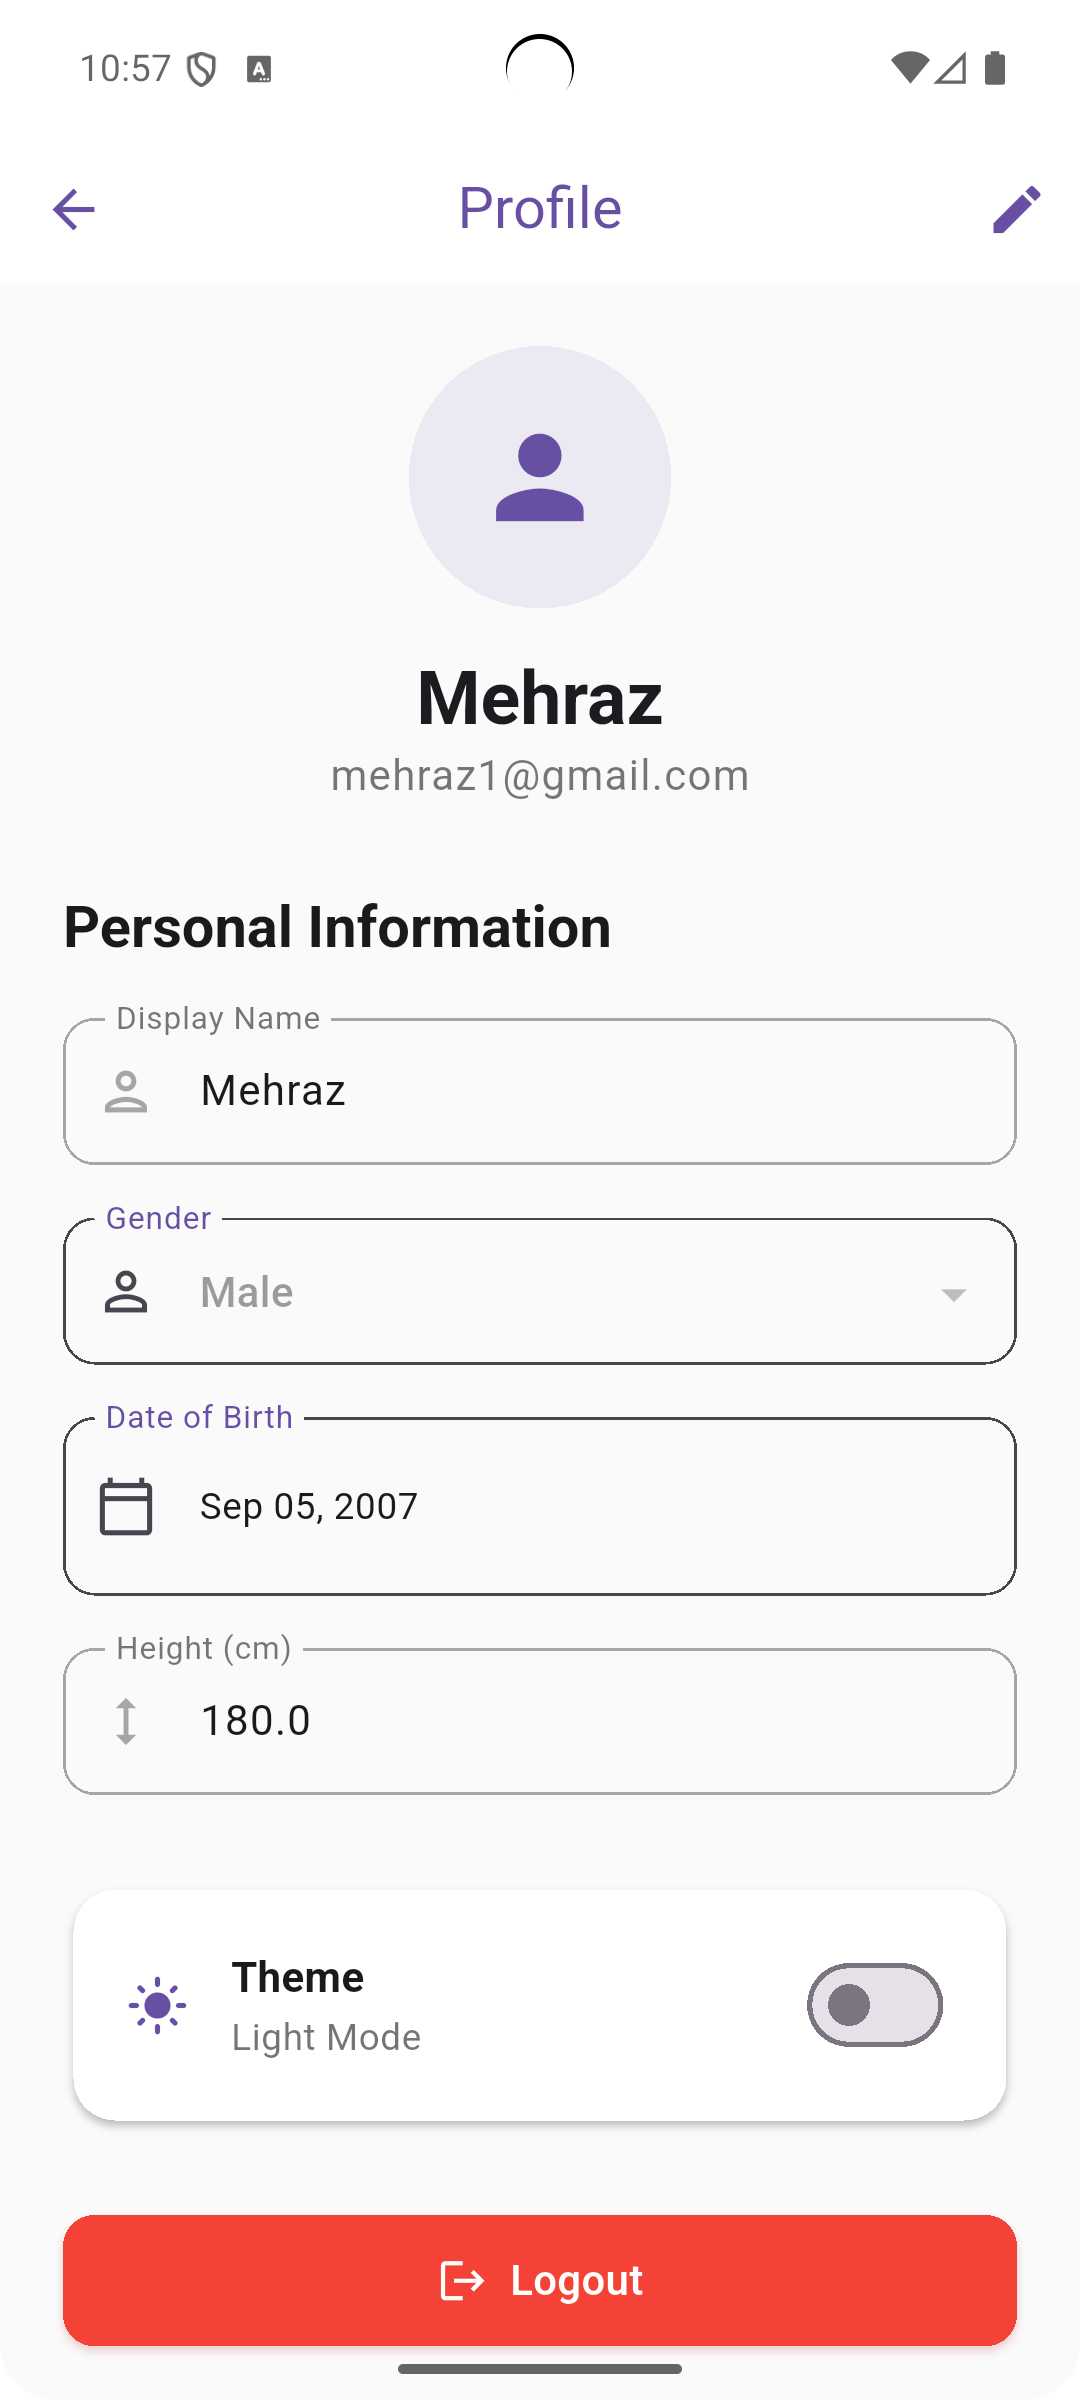 10:57
Profile
Mehraz
mehraz1@gmail.com
Personal Information
Display Name
Mehraz
Gender
Male
Date of Birth
Sep 05, 2007
Height (cm)
180.0
Theme
Light Mode
Logout